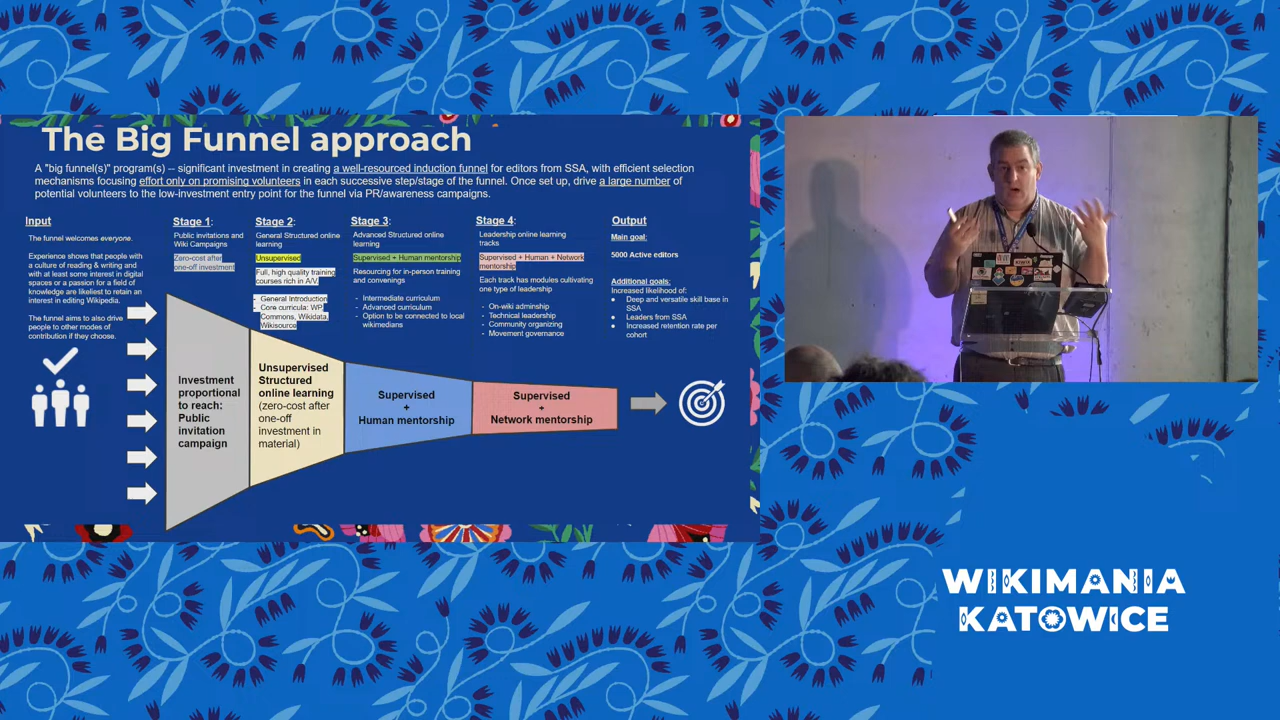 The Big Funnel approach
A "big funnel(s)" program(s) -- significant investment in creating a well-resourced induction funnel for editors from SSA, with efficient selection
mechanisms focusing effort only on promising volunteers in each successive step/stage of the funnel. Once set up, drive a large number of
potential volunteers to the low-investment entry point for the funnel via PR/awareness campaigns.
Input
The funnel welcomes everyone.
Experience shows that people with
a culture of reading & writing and
with at least some interest in digital
spaces or a passion for a field of
knowledge are likeliest to retain an
interest in editing Wikipedia.
The funnel aims to also drive
people to other modes of
contribution if they choose.
Stage 1:
Public invitations and
Wiki Campaigns
Zero-cost after
one-off investment
Stage 2:
General Structured online
learning
Unsupervised
Full, high quality training
courses rich in A/V.
- General Introduction
- Core curricula: WP,
Commons, Wikidata,
Wikisource
Stage 3:
Advanced Structured online
learning
Supervised + Human mentorship
Resourcing for in-person training
and convenings
- Intermediate curriculum
- Advanced curriculum
- Option to be connected to local
wikimedians
Stage 4:
Leadership online learning
tracks
Supervised + Human + Network
mentorship
Each track has modules cultivating
one type of leadership
- On-wiki adminship
- Technical leadership
- Community organizing
- Movement governance
Output
Main goal:
5000 Active editors
Additional goals:
Increased likelihood of:
● Deep and versatile skill base in
SSA
● Leaders from SSA
● Increased retention rate per
cohort
Investment
proportional
to reach:
Public
invitation
campaign
Unsupervised
Structured
online learning
(zero-cost after
one-off
investment in
material)
Supervised
+
Human mentorship
Supervised
+
Network mentorship
WIKIMANIA
KATOWICE